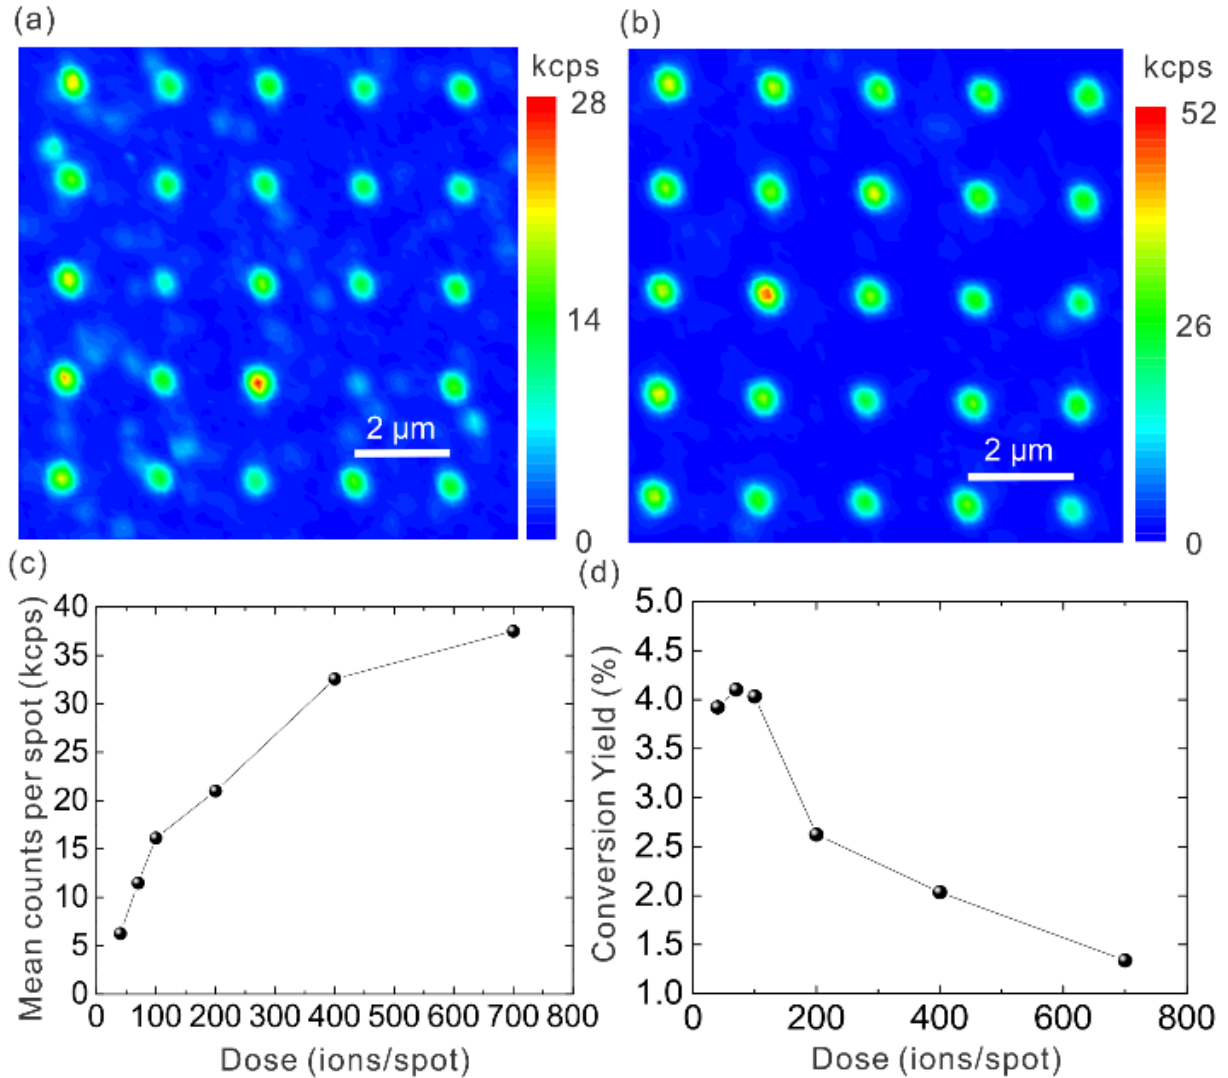 (a)
(b)
kcps
28
14
0
2 μm
kcps
52
26
0
2 μm
(c)
Mean counts per spot (kcps)
40
35
30
25
20
15
10
5
0
0 100 200 300 400 500 600 700 800
Dose (ions/spot)
(d)
Conversion Yield (%)
5.0
4.5
4.0
3.5
3.0
2.5
2.0
1.5
1.0
0 200 400 600 800
Dose (ions/spot)